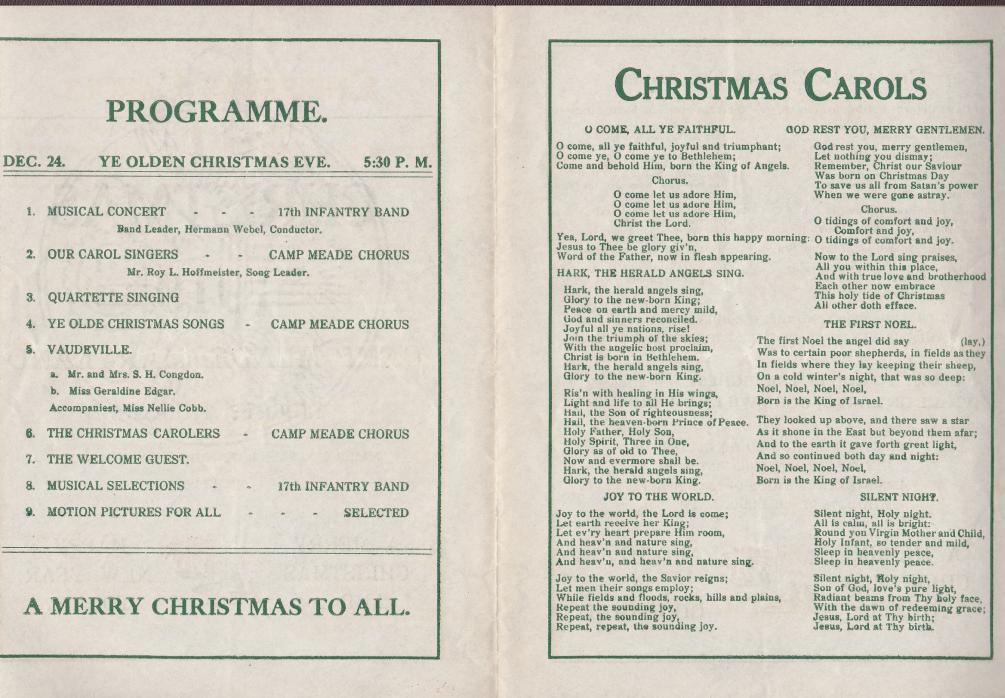 PROGRAMME.
DEC. 24. YE OLDEN CHRISTMAS EVE. 5:30 P. M.
1. MUSICAL CONCERT - - - 17th INFANTRY BAND
Band Leader, Hermann Webel, Conductor.
2. OUR CAROL SINGERS - - CAMP MEADE CHORUS
Mr. Roy L. Hoffmeister, Song Leader.
3. QUARTETTE SINGING
4. YE OLDE CHRISTMAS SONGS - CAMP MEADE CHORUS
5. VAUDEVILLE.
a. Mr. and Mrs. S. H. Congdon.
b. Miss Geraldine Edgar.
Accompaniest, Miss Nellie Cobb.
6. THE CHRISTMAS CAROLERS - CAMP MEADE CHORUS
7. THE WELCOME GUEST.
8. MUSICAL SELECTIONS - - 17th INFANTRY BAND
9. MOTION PICTURES FOR ALL - - - SELECTED
A MERRY CHRISTMAS TO ALL.
CHRISTMAS CAROLS
O COME, ALL YE FAITHFUL.
O come, all ye faithful, joyful and triumphant;
O come ye, O come ye to Bethlehem;
Come and behold Him, born the King of Angels.
Chorus.
O come let us adore Him,
O come let us adore Him,
O come let us adore Him,
Christ the Lord.
Yea, Lord, we greet Thee, born this happy morning:
Jesus to Thee be glory giv'n,
Word of the Father, now in flesh appearing.
HARK, THE HERALD ANGELS SING.
Hark, the herald angels sing,
Glory to the new-born King;
Peace on earth and mercy mild,
God and sinners reconciled.
Joyful all ye nations, rise!
Join the triumph of the skies;
With the angelic host proclaim,
Christ is born in Bethlehem.
Hark, the herald angels sing,
Glory to the new-born King.
Ris'n with healing in His wings,
Light and life to all He brings;
Hail, the Son of righteousness;
Hail, the heaven-born Prince of Peace.
Holy Father, Holy Son,
Holy Spirit, Three in One,
Glory as of old to Thee,
Now and evermore shall be.
Hark, the herald angels sing,
Glory to the new-born King.
JOY TO THE WORLD.
Joy to the world, the Lord is come;
Let earth receive her King;
Let ev'ry heart prepare Him room,
And heav'n and nature sing,
And heav'n and nature sing,
And heav'n, and heav'n and nature sing.
Joy to the world, the Savior reigns;
Let men their songs employ;
While fields and floods, rocks, hills and plains,
Repeat the sounding joy,
Repeat, the sounding joy,
Repeat, repeat, the sounding joy.
GOD REST YOU, MERRY GENTLEMEN.
God rest you, merry gentlemen,
Let nothing you dismay;
Remember, Christ our Saviour
Was born on Christmas Day
To save us all from Satan's power
When we were gone astray.
Chorus.
O tidings of comfort and joy,
Comfort and joy,
O tidings of comfort and joy.
Now to the Lord sing praises,
All you within this place,
And with true love and brotherhood
Each other now embrace
This holy tide of Christmas
All other doth efface.
THE FIRST NOEL.
The first Noel the angel did say (lay,)
Was to certain poor shepherds, in fields as they
In fields where they lay keeping their sheep,
On a cold winter's night, that was so deep:
Noel, Noel, Noel, Noel,
Born is the King of Israel.
They looked up above, and there saw a star
As it shone in the East but beyond them afar;
And to the earth it gave forth great light,
And so continued both day and night:
Noel, Noel, Noel, Noel,
Born is the King of Israel.
SILENT NIGHT.
Silent night, Holy night.
All is calm, all is bright:
Round you Virgin Mother and Child,
Holy Infant, so tender and mild,
Sleep in heavenly peace,
Sleep in heavenly peace.
Silent night, Holy night,
Son of God, love's pure light,
Radiant beams from Thy holy face,
With the dawn of redeeming grace;
Jesus, Lord at Thy birth;
Jesus, Lord at Thy birth.